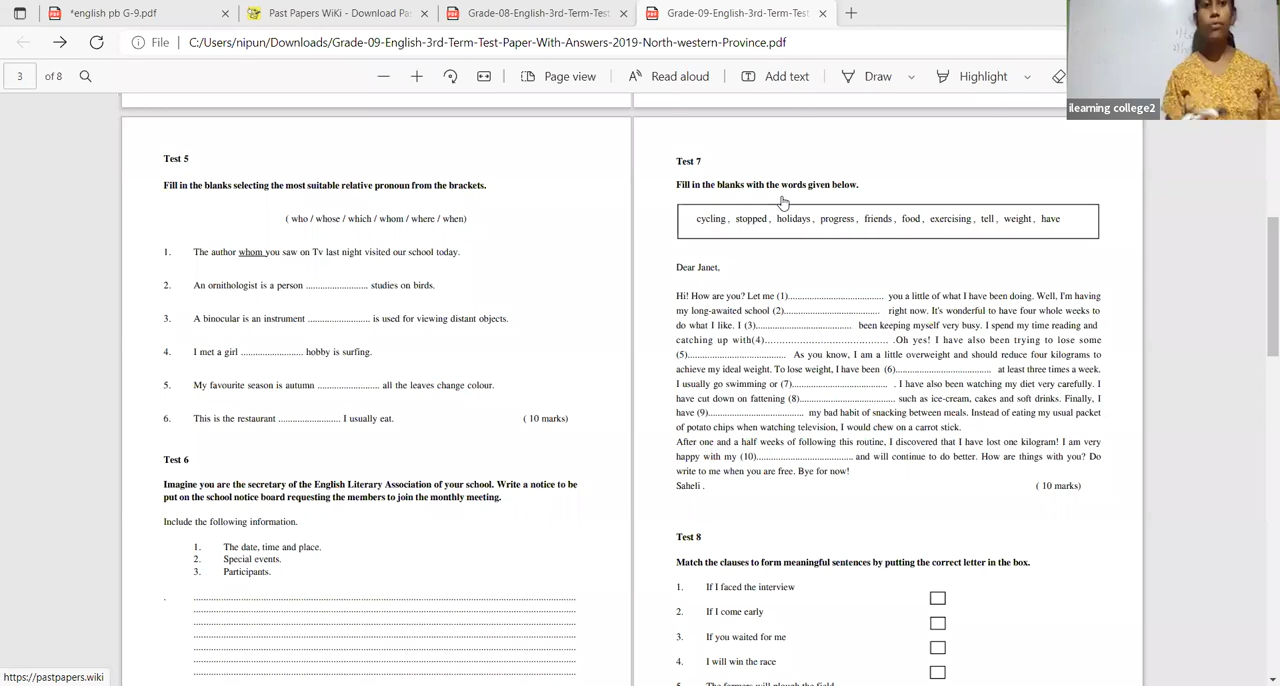 *english pb G-9.pdf
Past Papers WiKi - Download Pa
Grade-08-English-3rd-Term-Test
Grade-09-English-3rd-Term-Test
File
C:/Users/nipun/Downloads/Grade-09-English-3rd-Term-Test-Paper-With-Answers-2019-North-western-Province.pdf
3 of 8
Page view
Read aloud
Add text
Draw
Highlight
ilearning college2
Test 5
Fill in the blanks selecting the most suitable relative pronoun from the brackets.
( who / whose / which / whom / where / when)
1. The author whom you saw on Tv last night visited our school today.
2. An ornithologist is a person ........................ studies on birds.
3. A binocular is an instrument ........................ is used for viewing distant objects.
4. I met a girl ........................ hobby is surfing.
5. My favourite season is autumn ........................ all the leaves change colour.
6. This is the restaurant ........................ I usually eat. ( 10 marks)
Test 6
Imagine you are the secretary of the English Literary Association of your school. Write a notice to be
put on the school notice board requesting the members to join the monthly meeting.
Include the following information.
1. The date, time and place.
2. Special events.
3. Participants.
Test 7
Fill in the blanks with the words given below.
cycling , stopped , holidays , progress , friends , food , exercising , tell , weight , have
Dear Janet,
Hi! How are you? Let me (1)..................................... you a little of what I have been doing. Well, I'm having
my long-awaited school (2)..................................... right now. It's wonderful to have four whole weeks to
do what I like. I (3)..................................... been keeping myself very busy. I spend my time reading and
catching up with(4)..................................... .Oh yes! I have also been trying to lose some
(5)..................................... As you know, I am a little overweight and should reduce four kilograms to
achieve my ideal weight. To lose weight, I have been (6)..................................... at least three times a week.
I usually go swimming or (7)..................................... . I have also been watching my diet very carefully. I
have cut down on fattening (8)..................................... such as ice-cream, cakes and soft drinks. Finally, I
have (9)..................................... my bad habit of snacking between meals. Instead of eating my usual packet
of potato chips when watching television, I would chew on a carrot stick.
After one and a half weeks of following this routine, I discovered that I have lost one kilogram! I am very
happy with my (10)..................................... and will continue to do better. How are things with you? Do
write to me when you are free. Bye for now!
Saheli . ( 10 marks)
Test 8
Match the clauses to form meaningful sentences by putting the correct letter in the box.
1. If I faced the interview
2. If I come early
3. If you waited for me
4. I will win the race
The farmers will plough the field
https://pastpapers.wiki